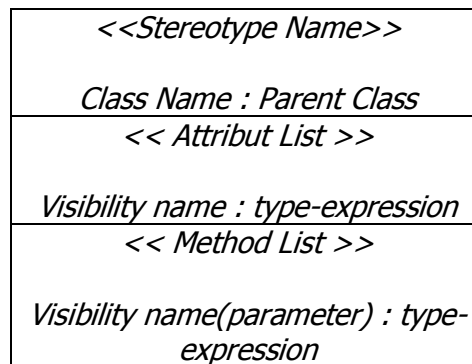 <<Stereotype Name>>
Class Name : Parent Class
<< Attribut List >>
Visibility name : type-expression
<< Method List >>
Visibility name(parameter) : type-
expression